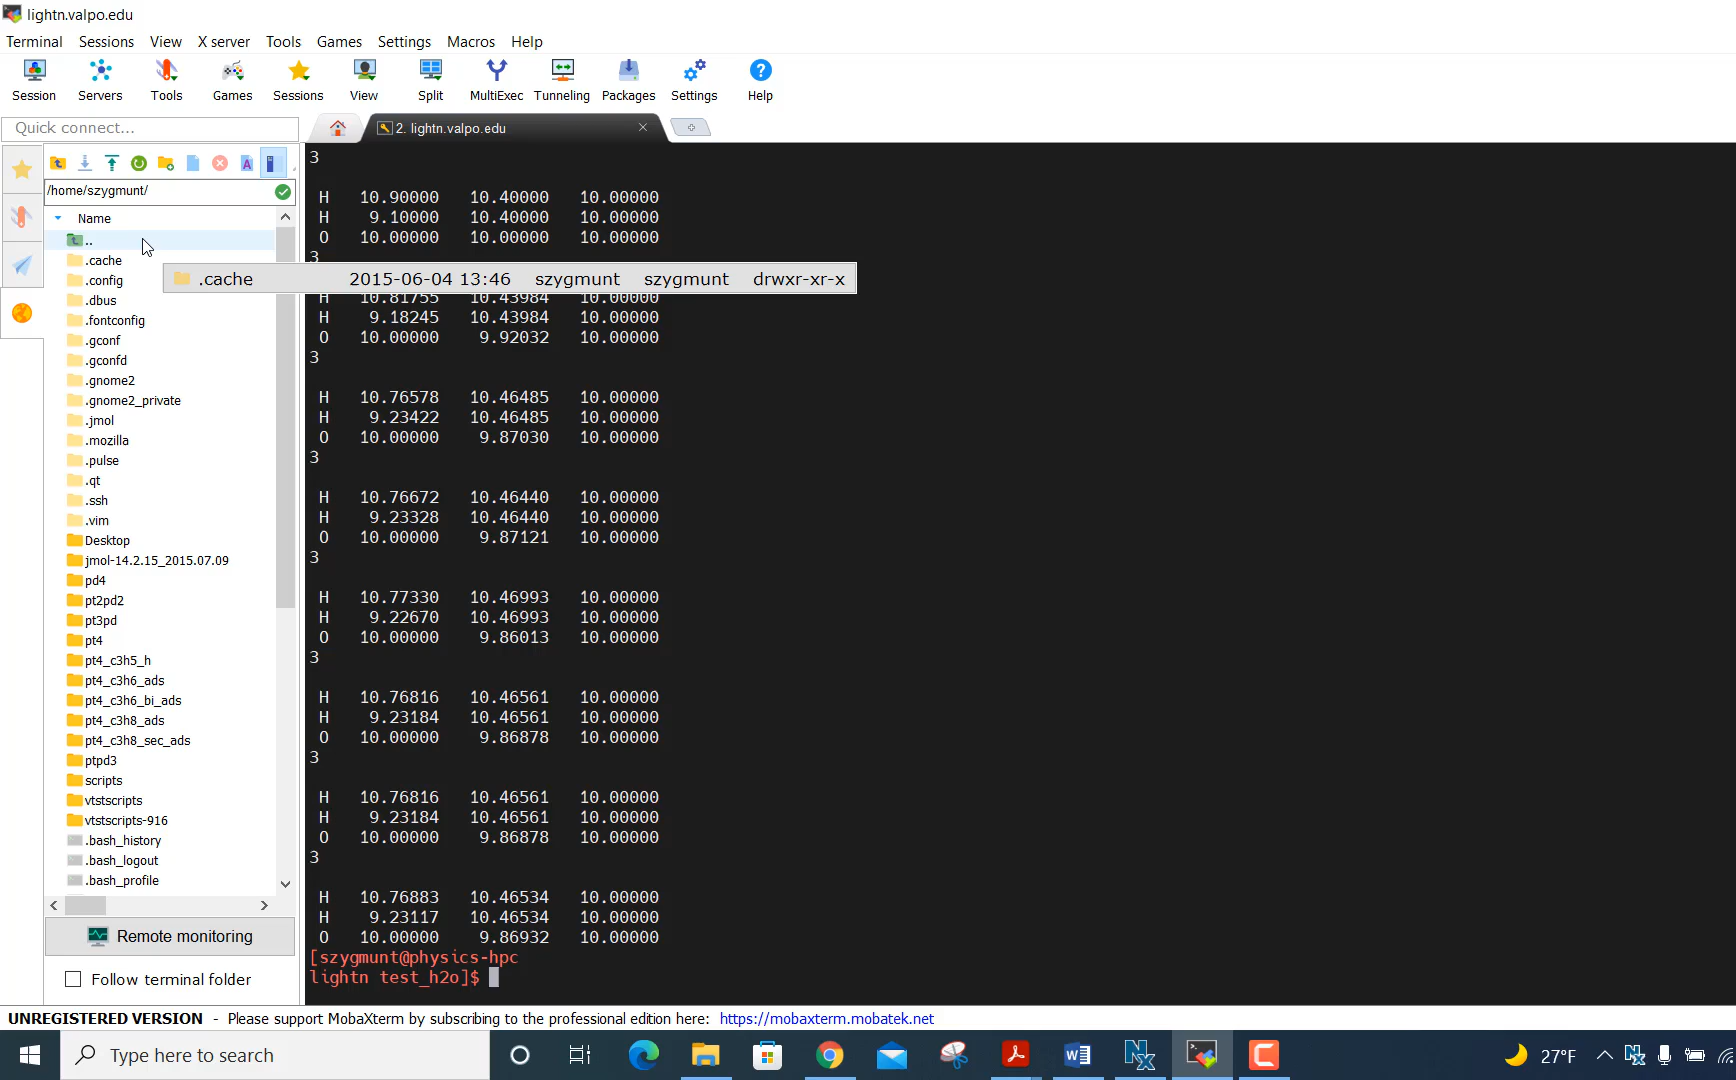 lightn.valpo.edu
Terminal Sessions View X server Tools Games Settings Macros Help
Session Servers Tools Games Sessions View Split MultiExec Tunneling Packages Settings Help
Quick connect...
2. lightn.valpo.edu
/home/szygmunt/
Name
..
.cache
.config
.dbus
.fontconfig
.gconf
.gconfd
.gnome2
.gnome2_private
.jmol
.mozilla
.pulse
.qt
.ssh
.vim
Desktop
jmol-14.2.15_2015.07.09
pd4
pt2pd2
pt3pd
pt4
pt4_c3h5_h
pt4_c3h6_ads
pt4_c3h6_bi_ads
pt4_c3h8_ads
pt4_c3h8_sec_ads
ptpd3
scripts
vtstscripts
vtstscripts-916
.bash_history
.bash_logout
.bash_profile
Remote monitoring
Follow terminal folder
.cache 2015-06-04 13:46 szygmunt szygmunt drwxr-xr-x
3
H 10.90000 10.40000 10.00000
H 9.10000 10.40000 10.00000
O 10.00000 10.00000 10.00000
3
H 10.81755 10.43984 10.00000
H 9.18245 10.43984 10.00000
O 10.00000 9.92032 10.00000
3
H 10.76578 10.46485 10.00000
H 9.23422 10.46485 10.00000
O 10.00000 9.87030 10.00000
3
H 10.76672 10.46440 10.00000
H 9.23328 10.46440 10.00000
O 10.00000 9.87121 10.00000
3
H 10.77330 10.46993 10.00000
H 9.22670 10.46993 10.00000
O 10.00000 9.86013 10.00000
3
H 10.76816 10.46561 10.00000
H 9.23184 10.46561 10.00000
O 10.00000 9.86878 10.00000
3
H 10.76816 10.46561 10.00000
H 9.23184 10.46561 10.00000
O 10.00000 9.86878 10.00000
3
H 10.76883 10.46534 10.00000
H 9.23117 10.46534 10.00000
O 10.00000 9.86932 10.00000
[szygmunt@physics-hpc
lightn test_h2o]$
UNREGISTERED VERSION - Please support MobaXterm by subscribing to the professional edition here: https://mobaxterm.mobatek.net
Type here to search
27°F